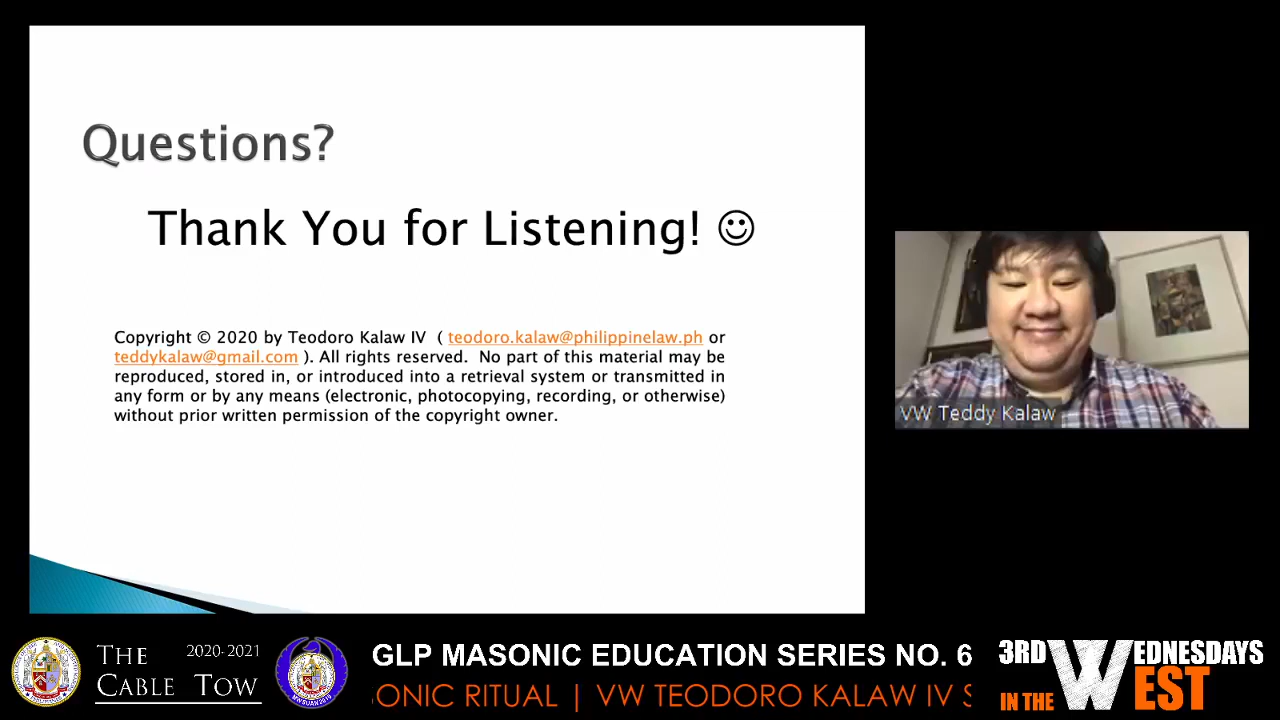 Questions?
Thank You for Listening! ☺
Copyright © 2020 by Teodoro Kalaw IV ( teodoro.kalaw@philippinelaw.ph or
teddykalaw@gmail.com ). All rights reserved. No part of this material may be
reproduced, stored in, or introduced into a retrieval system or transmitted in
any form or by any means (electronic, photocopying, recording, or otherwise)
without prior written permission of the copyright owner.
VW Teddy Kalaw
THE 2020-2021
CABLE TOW
GLP MASONIC EDUCATION SERIES NO. 6
ONIC RITUAL | VW TEODORO KALAW IV S
3RD WEDNESDAYS
IN THE WEST